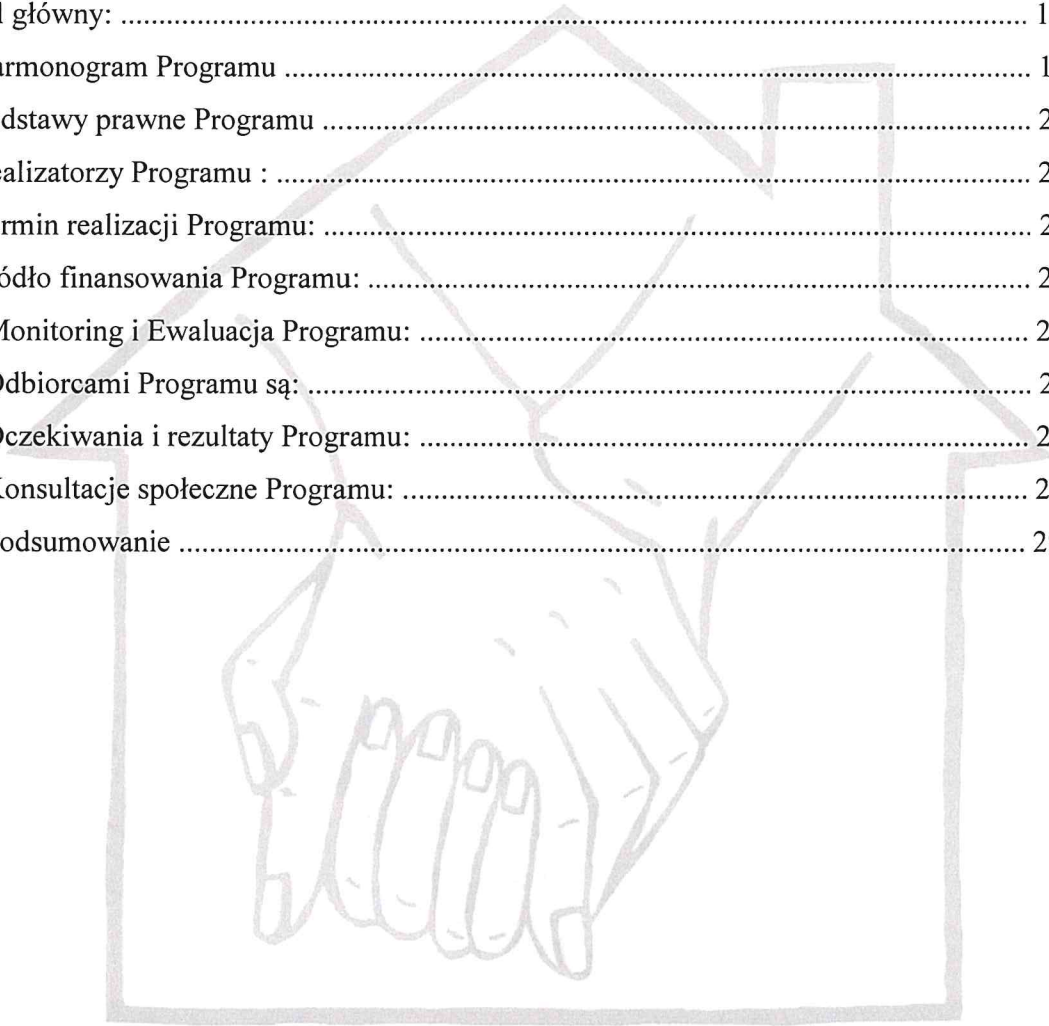 l główny: ........................................................................................................ 1
armonogram Programu ........................................................................................ 1
dstawy prawne Programu .................................................................................... 2
ealizatorzy Programu : ......................................................................................... 2
rmin realizacji Programu: .................................................................................... 2
ódło finansowania Programu: ............................................................................... 2
Monitoring i Ewaluacja Programu: ........................................................................ 2
Odbiorcami Programu są: ..................................................................................... 2
Oczekiwania i rezultaty Programu: ........................................................................ 2
Konsultacje społeczne Programu: .......................................................................... 2
odsumowanie ..................................................................................................... 2